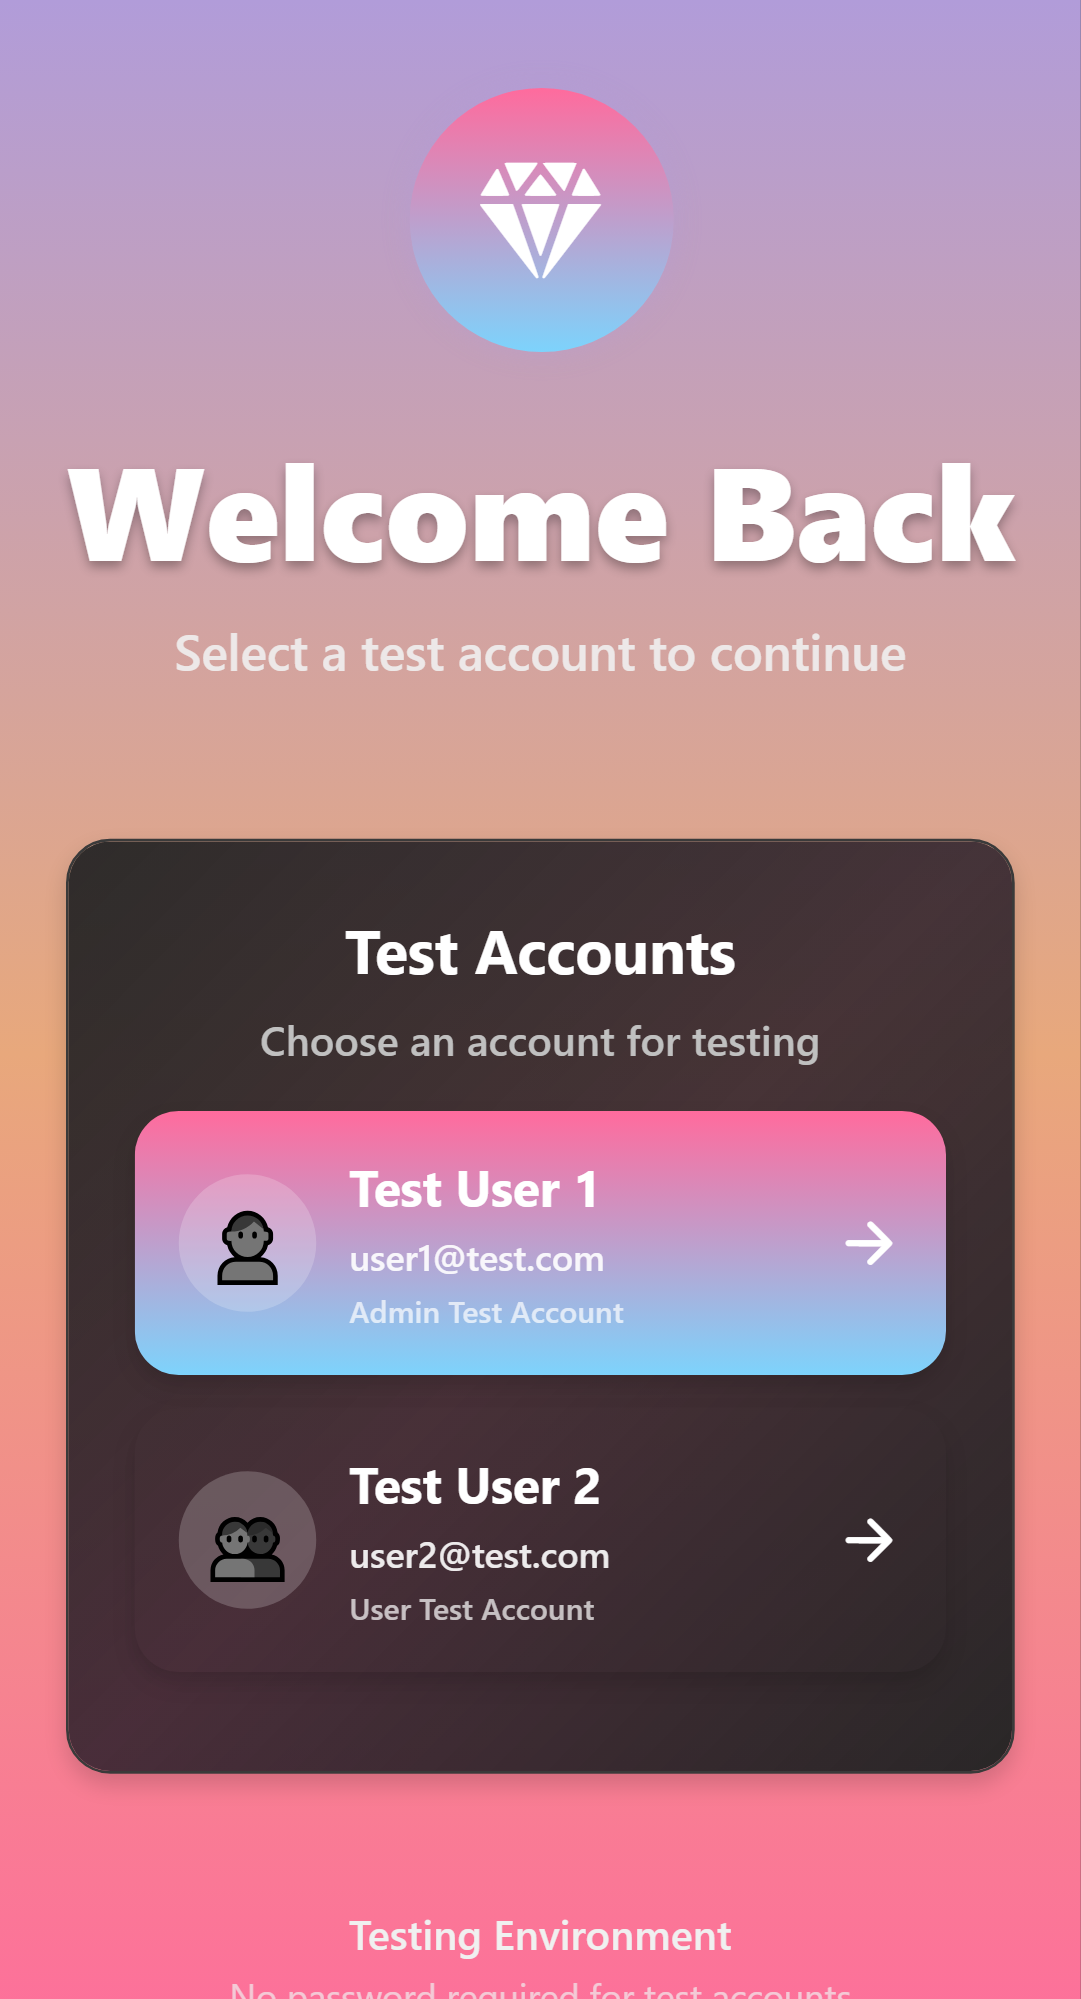 Welcome Back
Select a test account to continue
Test Accounts
Choose an account for testing
Test User 1
user1@test.com
Admin Test Account
Test User 2
user2@test.com
User Test Account
Testing Environment
No password required for test accounts